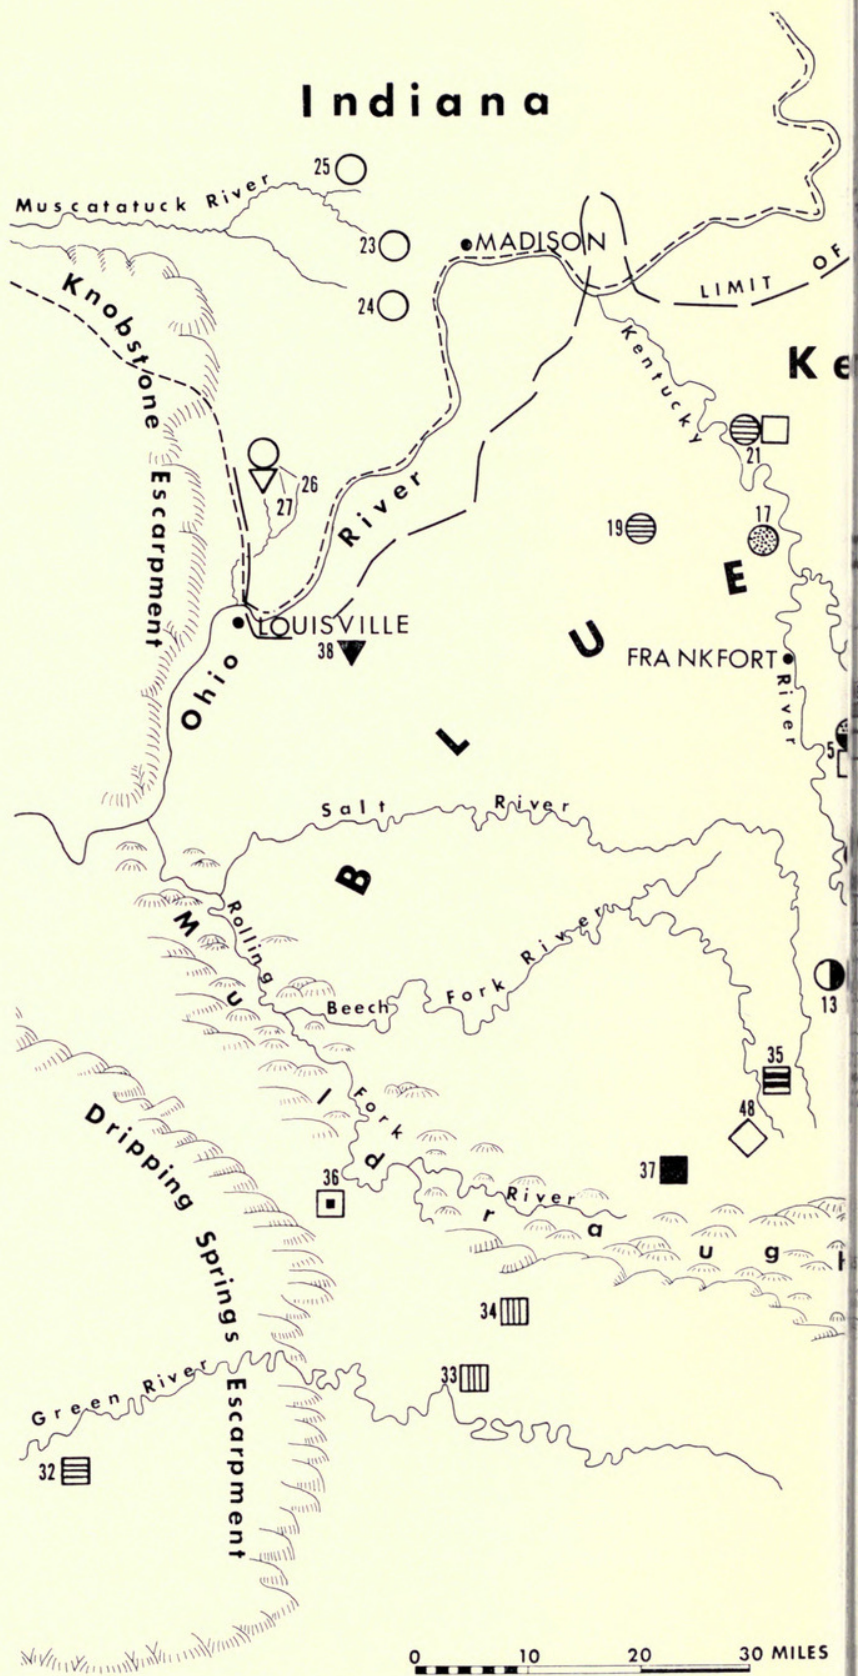 Indiana
25
Muscatatuck River
23
MADISON
24
LIMIT OF
Knobstone Escarpment
Kentucky
Ke
21
26
27
River
17
19
E
LOUISVILLE
38
U
FRANKFORT
River
Ohio
5
L
Salt River
B
Rolling
M
u
l
d
r
a
u
g
h
Fork River
Beech
13
35
48
Fork
37
36
River
Dripping Springs Escarpment
34
33
Green River
32
0 10 20 30 MILES